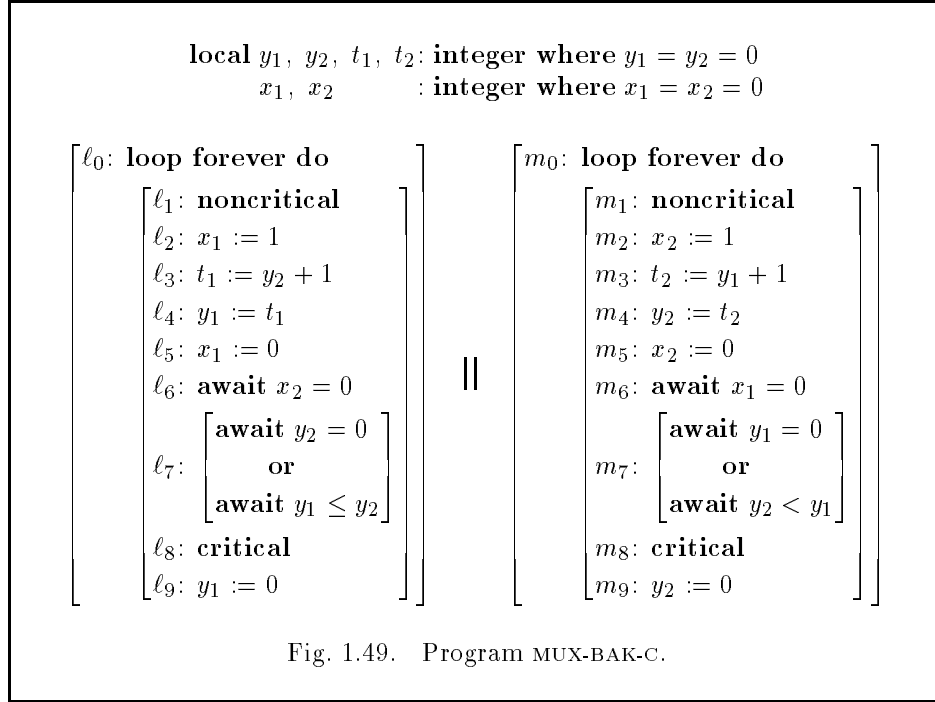 local y₁, y₂, t₁, t₂: integer where y₁ = y₂ = 0
x₁, x₂ : integer where x₁ = x₂ = 0
ℓ₀: loop forever do
ℓ₁: noncritical
ℓ₂: x₁ := 1
ℓ₃: t₁ := y₂ + 1
ℓ₄: y₁ := t₁
ℓ₅: x₁ := 0
ℓ₆: await x₂ = 0
ℓ₇: await y₂ = 0
or
await y₁ ≤ y₂
ℓ₈: critical
ℓ₉: y₁ := 0
||
m₀: loop forever do
m₁: noncritical
m₂: x₂ := 1
m₃: t₂ := y₁ + 1
m₄: y₂ := t₂
m₅: x₂ := 0
m₆: await x₁ = 0
m₇: await y₁ = 0
or
await y₂ < y₁
m₈: critical
m₉: y₂ := 0
Fig. 1.49. Program MUX-BAK-C.